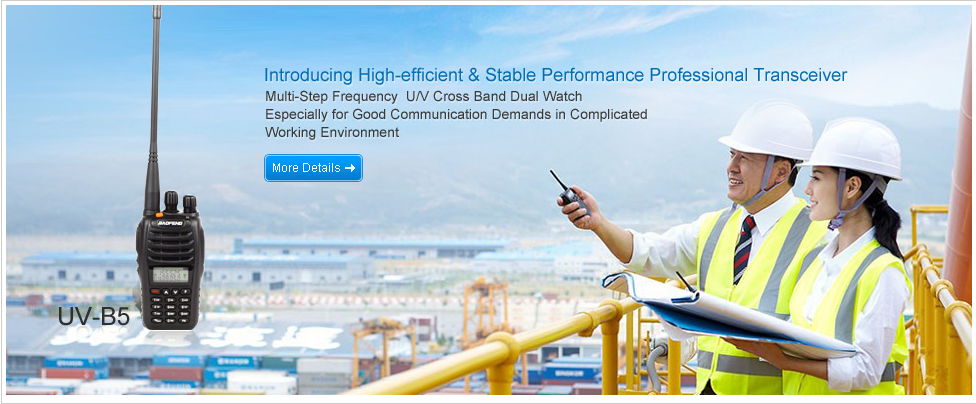 Introducing High-efficient & Stable Performance Professional Transceiver
Multi-Step Frequency U/V Cross Band Dual Watch
Especially for Good Communication Demands in Complicated
Working Environment
More Details →
BAOFENG
UV-B5